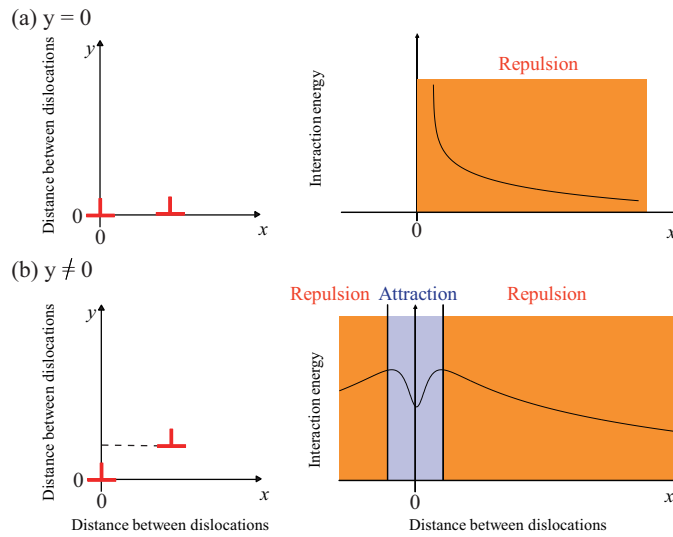 (a) y = 0
Distance between dislocations
y
0
0
x
Repulsion
Interaction energy
0
x
(b) y ≠ 0
Distance between dislocations
y
0
0
x
Distance between dislocations
Repulsion Attraction Repulsion
Interaction energy
0
x
Distance between dislocations